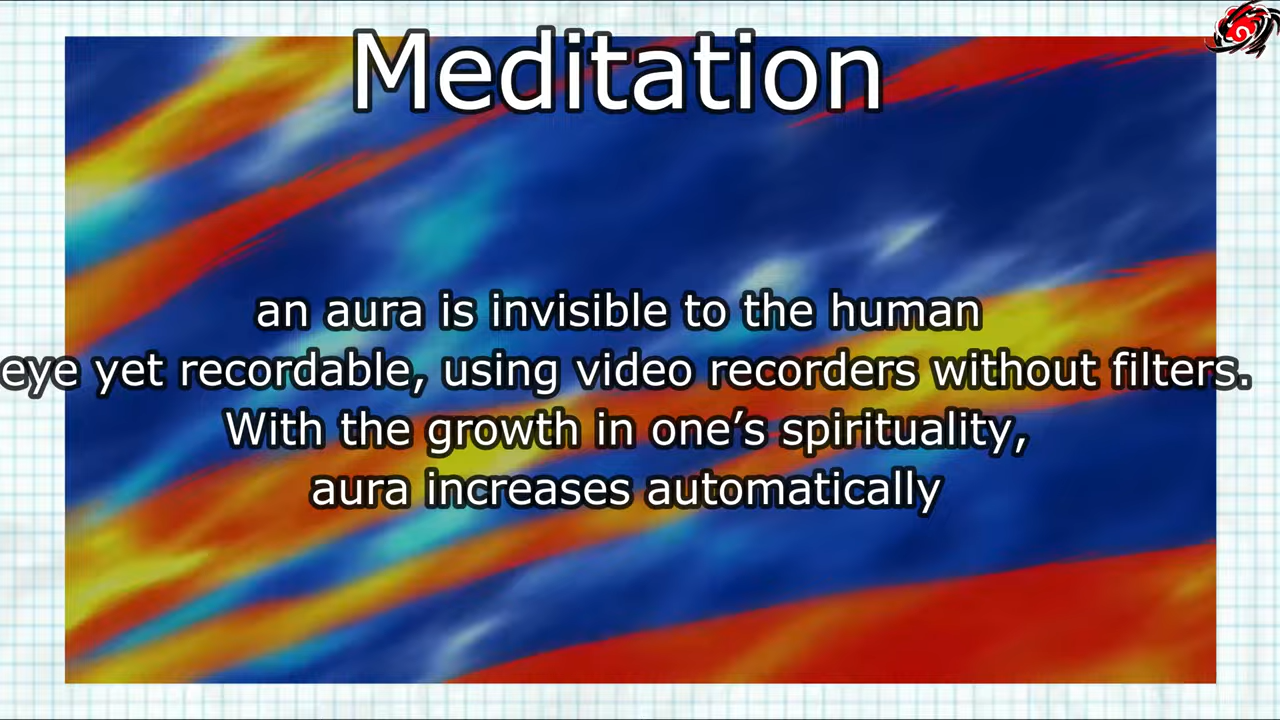 Meditation
an aura is invisible to the human
eye yet recordable, using video recorders without filters.
With the growth in one’s spirituality,
aura increases automatically